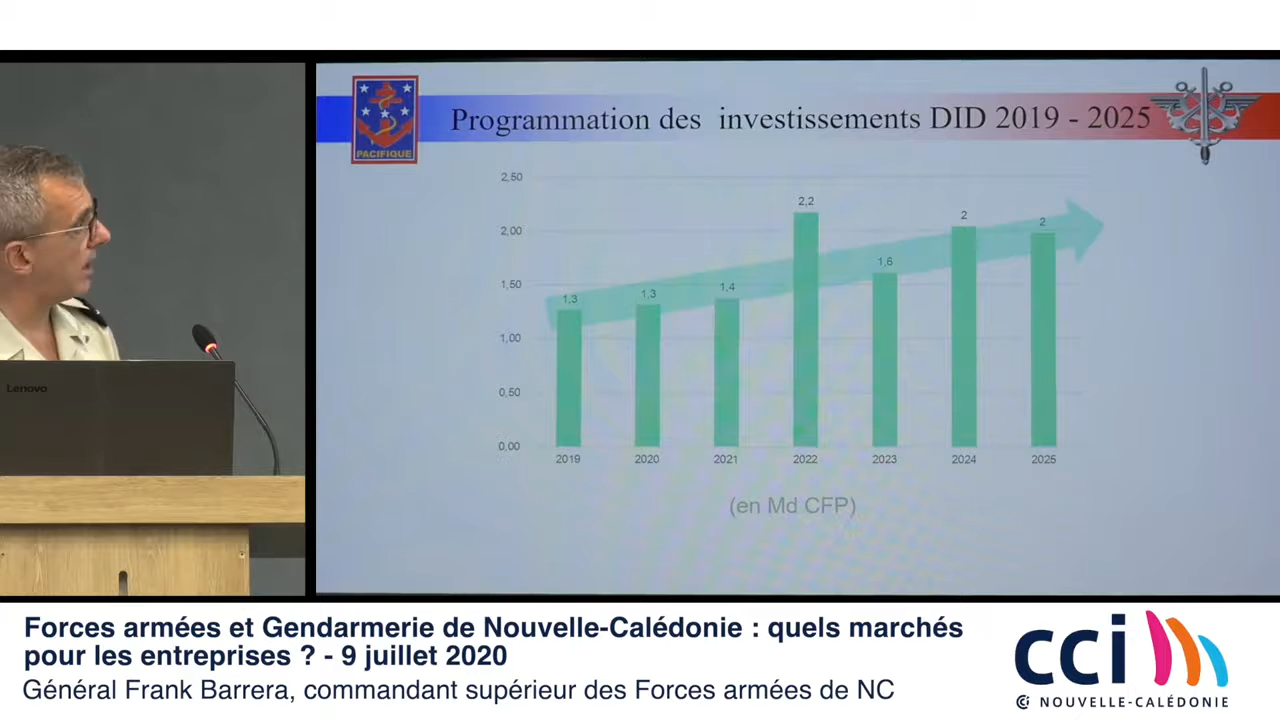 PACIFIQUE
Programmation des investissements DID 2019 - 2025
2,50
2,00
1,50
1,00
0,50
0,00
1,3
1,3
1,4
2,2
1,6
2
2
2019
2020
2021
2022
2023
2024
2025
(en Md CFP)
Lenovo
Forces armées et Gendarmerie de Nouvelle-Calédonie : quels marchés
pour les entreprises ? - 9 juillet 2020
Général Frank Barrera, commandant supérieur des Forces armées de NC
cci
NOUVELLE-CALÉDONIE